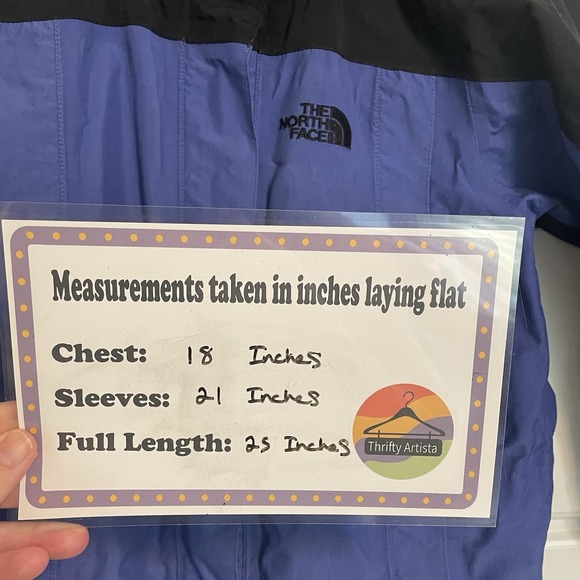 THE
NORTH
FACE
Measurements taken in inches laying flat
Chest: 18 Inches
Sleeves: 21 Inches
Full Length: 25 Inches
Thrifty Artista